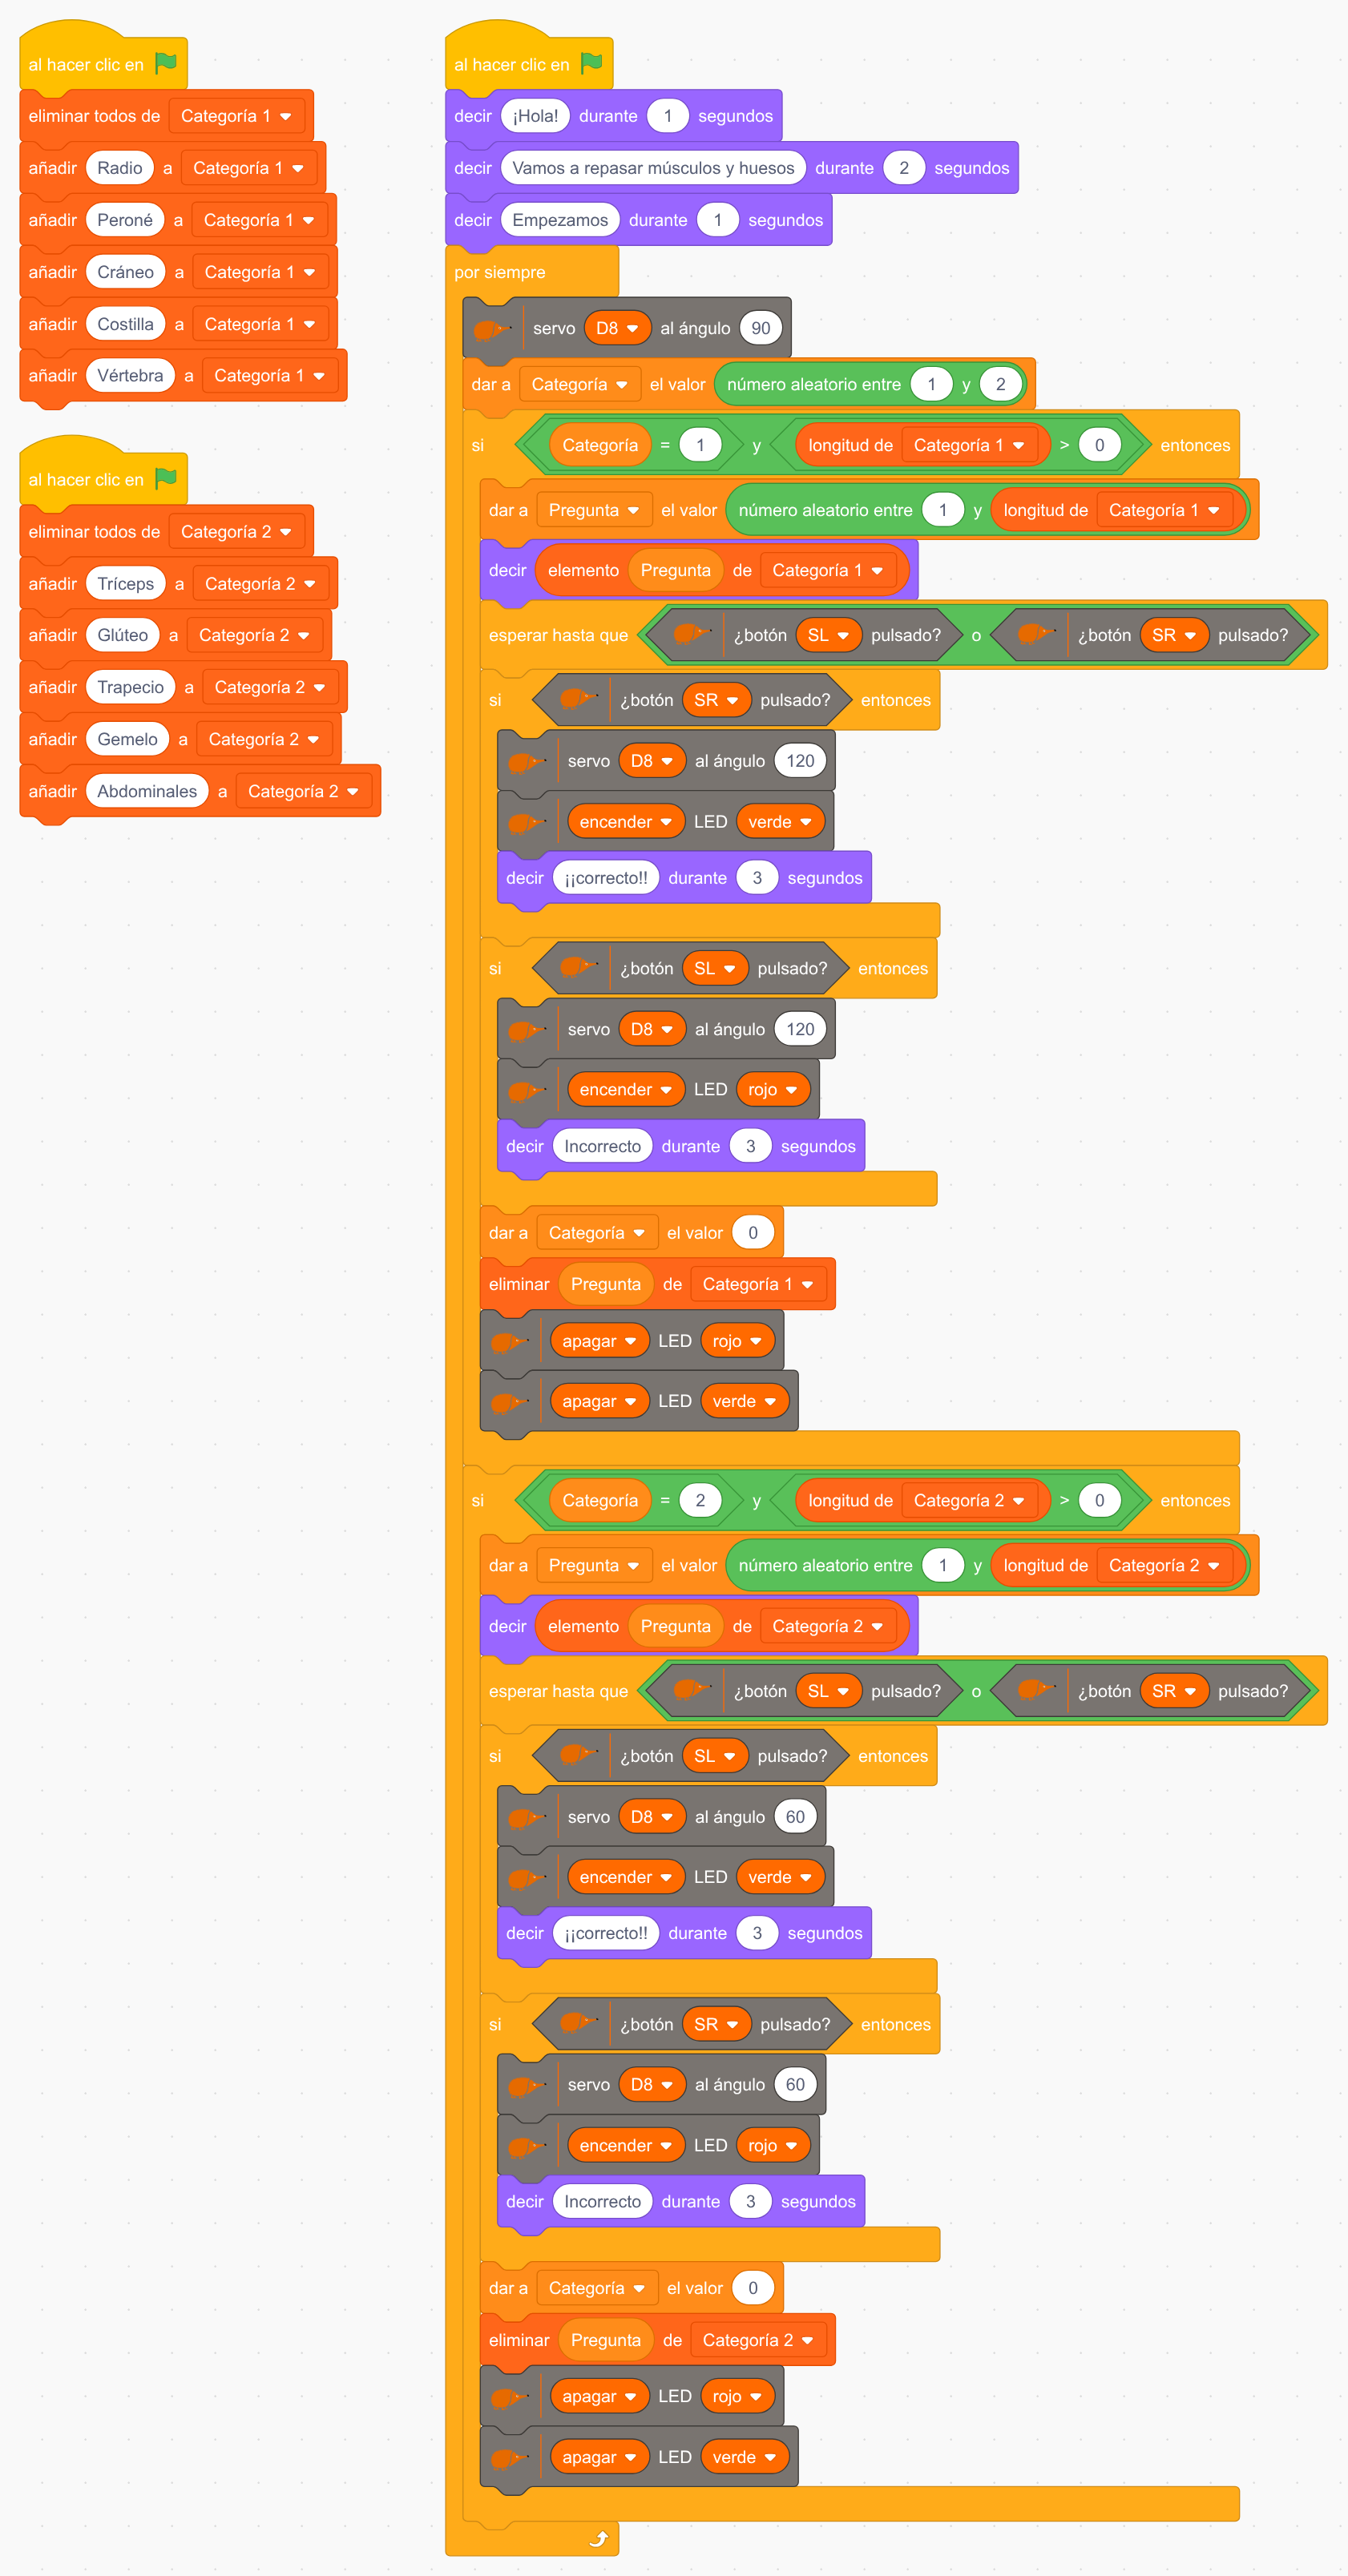 al hacer clic en
eliminar todos de Categoría 1
añadir Radio a Categoría 1
añadir Peroné a Categoría 1
añadir Cráneo a Categoría 1
añadir Costilla a Categoría 1
añadir Vértebra a Categoría 1
al hacer clic en
eliminar todos de Categoría 2
añadir Tríceps a Categoría 2
añadir Glúteo a Categoría 2
añadir Trapecio a Categoría 2
añadir Gemelo a Categoría 2
añadir Abdominales a Categoría 2
al hacer clic en
decir ¡Hola! durante 1 segundos
decir Vamos a repasar músculos y huesos durante 2 segundos
decir Empezamos durante 1 segundos
por siempre
servo D8 al ángulo 90
dar a Categoría el valor número aleatorio entre 1 y 2
si Categoría = 1 y longitud de Categoría 1 > 0 entonces
dar a Pregunta el valor número aleatorio entre 1 y longitud de Categoría 1
decir elemento Pregunta de Categoría 1
esperar hasta que ¿botón SL pulsado? o ¿botón SR pulsado?
si ¿botón SR pulsado? entonces
servo D8 al ángulo 120
encender LED verde
decir ¡¡correcto!! durante 3 segundos
si ¿botón SL pulsado? entonces
servo D8 al ángulo 120
encender LED rojo
decir Incorrecto durante 3 segundos
dar a Categoría el valor 0
eliminar Pregunta de Categoría 1
apagar LED rojo
apagar LED verde
si Categoría = 2 y longitud de Categoría 2 > 0 entonces
dar a Pregunta el valor número aleatorio entre 1 y longitud de Categoría 2
decir elemento Pregunta de Categoría 2
esperar hasta que ¿botón SL pulsado? o ¿botón SR pulsado?
si ¿botón SL pulsado? entonces
servo D8 al ángulo 60
encender LED verde
decir ¡¡correcto!! durante 3 segundos
si ¿botón SR pulsado? entonces
servo D8 al ángulo 60
encender LED rojo
decir Incorrecto durante 3 segundos
dar a Categoría el valor 0
eliminar Pregunta de Categoría 2
apagar LED rojo
apagar LED verde